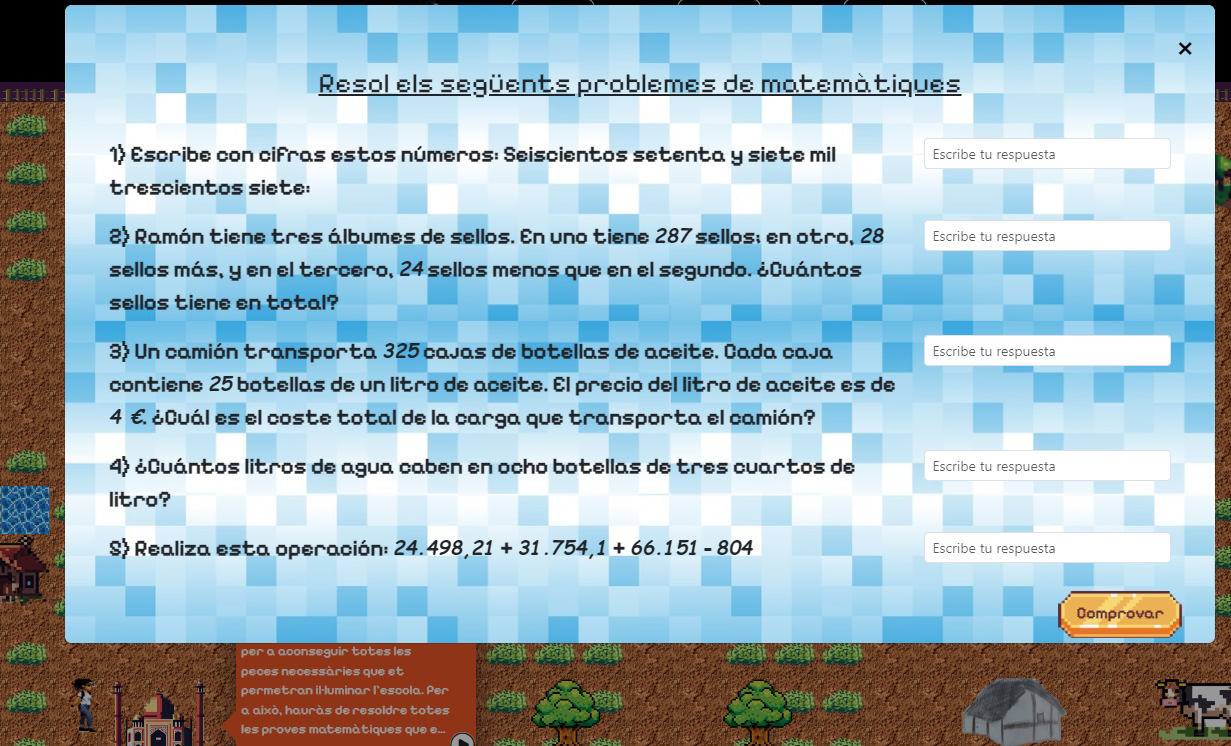 ×
Resol els següents problemes de matemàtiques
1) Escribe con cifras estos números: Seiscientos setenta y siete mil
trescientos siete:
Escribe tu respuesta
2) Ramón tiene tres álbumes de sellos. En uno tiene 287 sellos; en otro, 28
sellos más, y en el tercero, 24 sellos menos que en el segundo. ¿Cuántos
sellos tiene en total?
Escribe tu respuesta
3) Un camión transporta 325 cajas de botellas de aceite. Cada caja
contiene 25 botellas de un litro de aceite. El precio del litro de aceite es de
4 €. ¿Cuál es el coste total de la carga que transporta el camión?
Escribe tu respuesta
4) ¿Cuántos litros de agua caben en ocho botellas de tres cuartos de
litro?
Escribe tu respuesta
5) Realiza esta operación: 24.498,21 + 31.754,1 + 66.151 - 804
Escribe tu respuesta
Comprovar
per a aconseguir totes les
peces necessàries que et
permetran il·luminar l'escola. Per
a això, hauràs de resoldre totes
les proves matemàtiques que e...